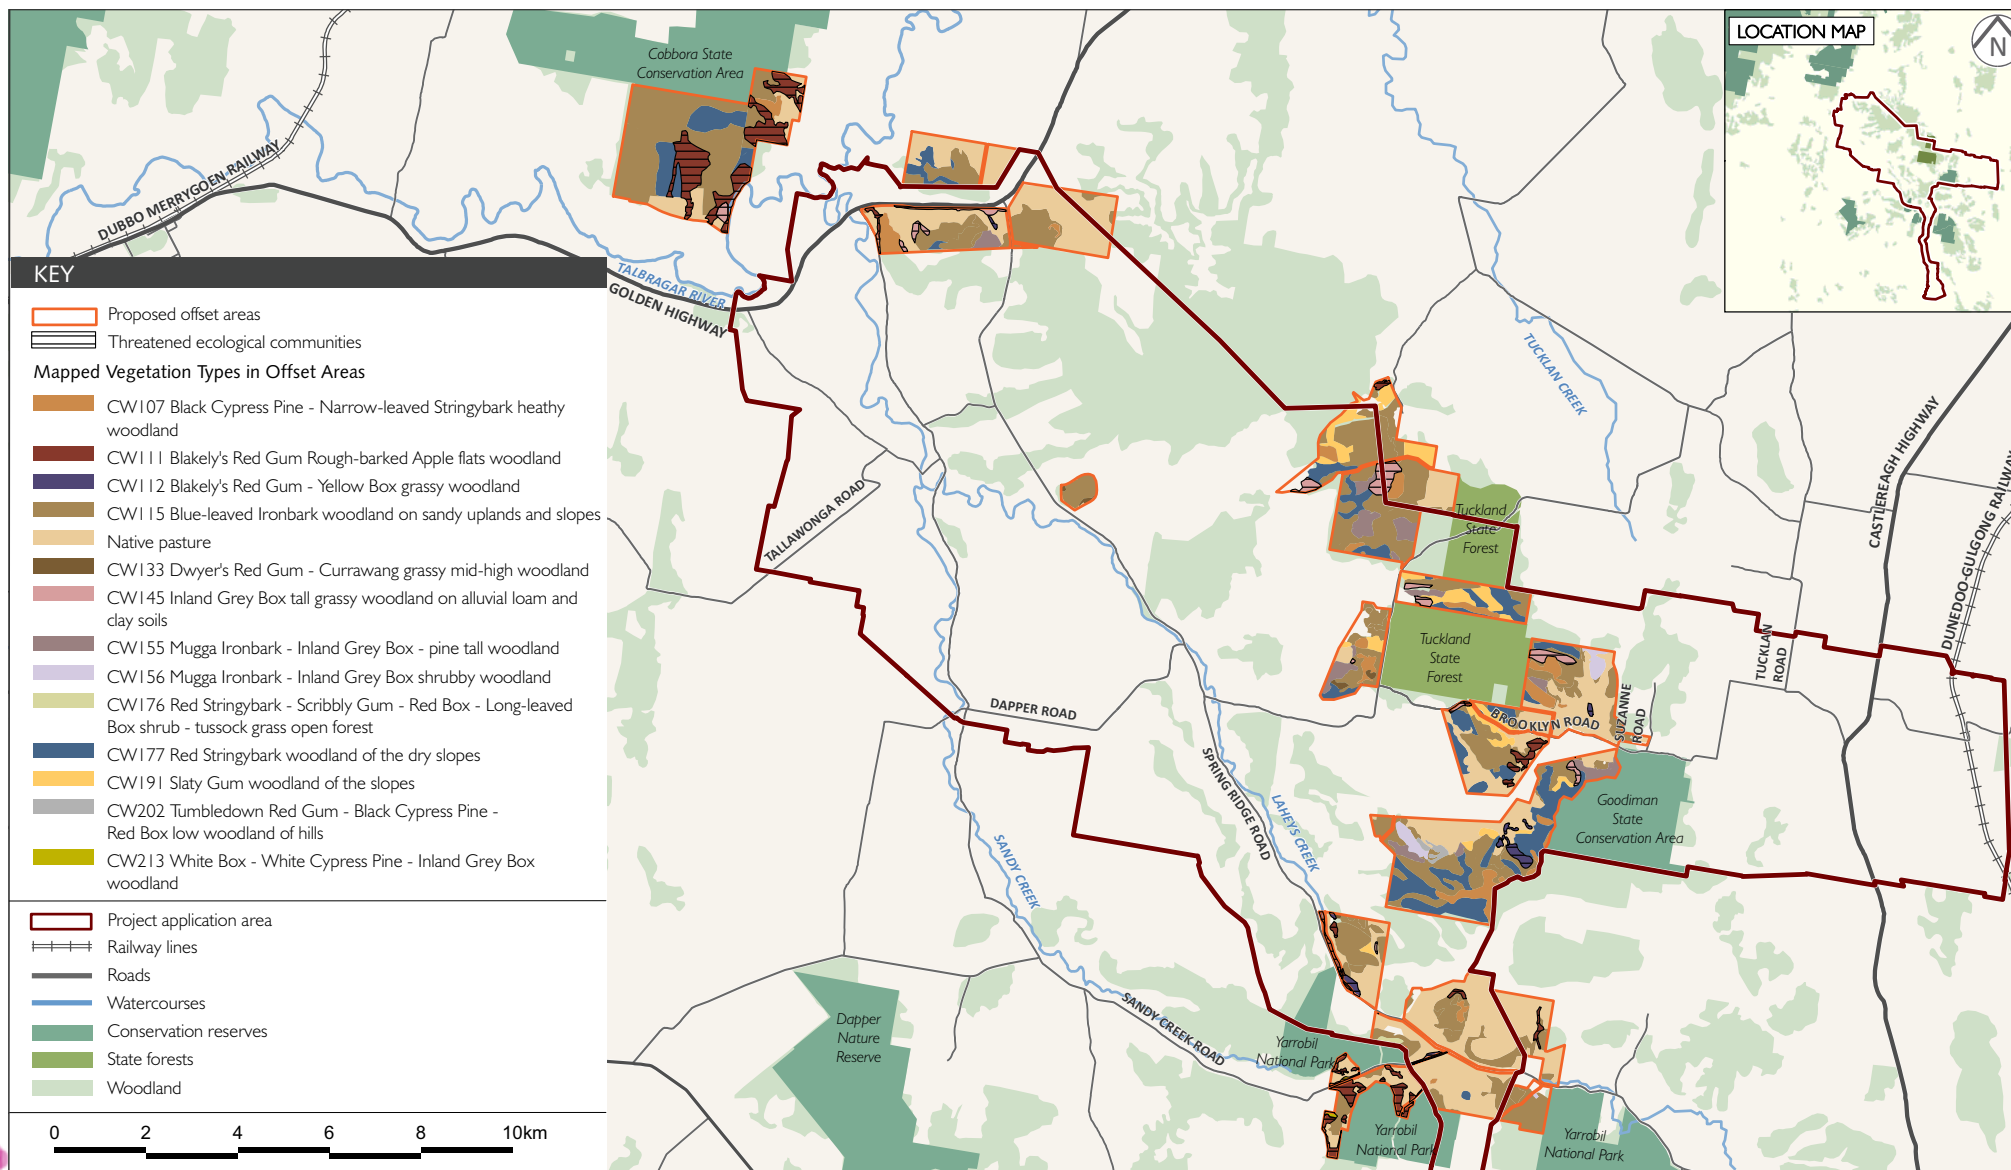 LOCATION MAP
N
Cobbora State
Conservation Area
DUBBO MERRYGOEN RAILWAY
TALBRAGAR RIVER
GOLDEN HIGHWAY
TUCKLAN CREEK
CASTLEREAGH HIGHWAY
DUNEDOO-GULGONG RAILWAY
TALLAWONGA ROAD
Tuckland
State
Forest
Tuckland
State
Forest
TUCKLAN
ROAD
SUZANNE
ROAD
BROOKLYN ROAD
DAPPER ROAD
SPRING RIDGE ROAD
LAHEYS CREEK
SANDY CREEK
Goodiman
State
Conservation Area
SANDY CREEK ROAD
Dapper
Nature
Reserve
Yarrobil
National Park
Yarrobil
National Park
Yarrobil
National Park
KEY
Proposed offset areas
Threatened ecological communities
Mapped Vegetation Types in Offset Areas
CW107 Black Cypress Pine - Narrow-leaved Stringybark heathy
woodland
CW111 Blakely's Red Gum Rough-barked Apple flats woodland
CW112 Blakely's Red Gum - Yellow Box grassy woodland
CW115 Blue-leaved Ironbark woodland on sandy uplands and slopes
Native pasture
CW133 Dwyer's Red Gum - Currawang grassy mid-high woodland
CW145 Inland Grey Box tall grassy woodland on alluvial loam and
clay soils
CW155 Mugga Ironbark - Inland Grey Box - pine tall woodland
CW156 Mugga Ironbark - Inland Grey Box shrubby woodland
CW176 Red Stringybark - Scribbly Gum - Red Box - Long-leaved
Box shrub - tussock grass open forest
CW177 Red Stringybark woodland of the dry slopes
CW191 Slaty Gum woodland of the slopes
CW202 Tumbledown Red Gum - Black Cypress Pine -
Red Box low woodland of hills
CW213 White Box - White Cypress Pine - Inland Grey Box
woodland
Project application area
Railway lines
Roads
Watercourses
Conservation reserves
State forests
Woodland
0 2 4 6 8 10km